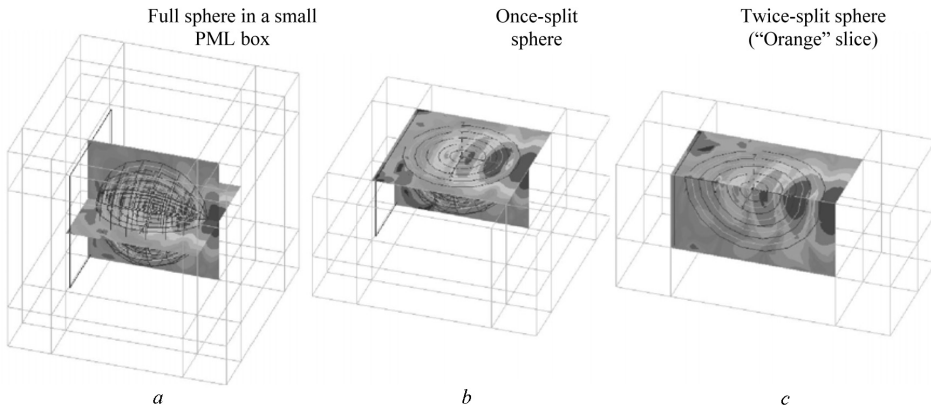 Full sphere in a small
PML box
Once-split
sphere
Twice-split sphere
(“Orange” slice)
a
b
c